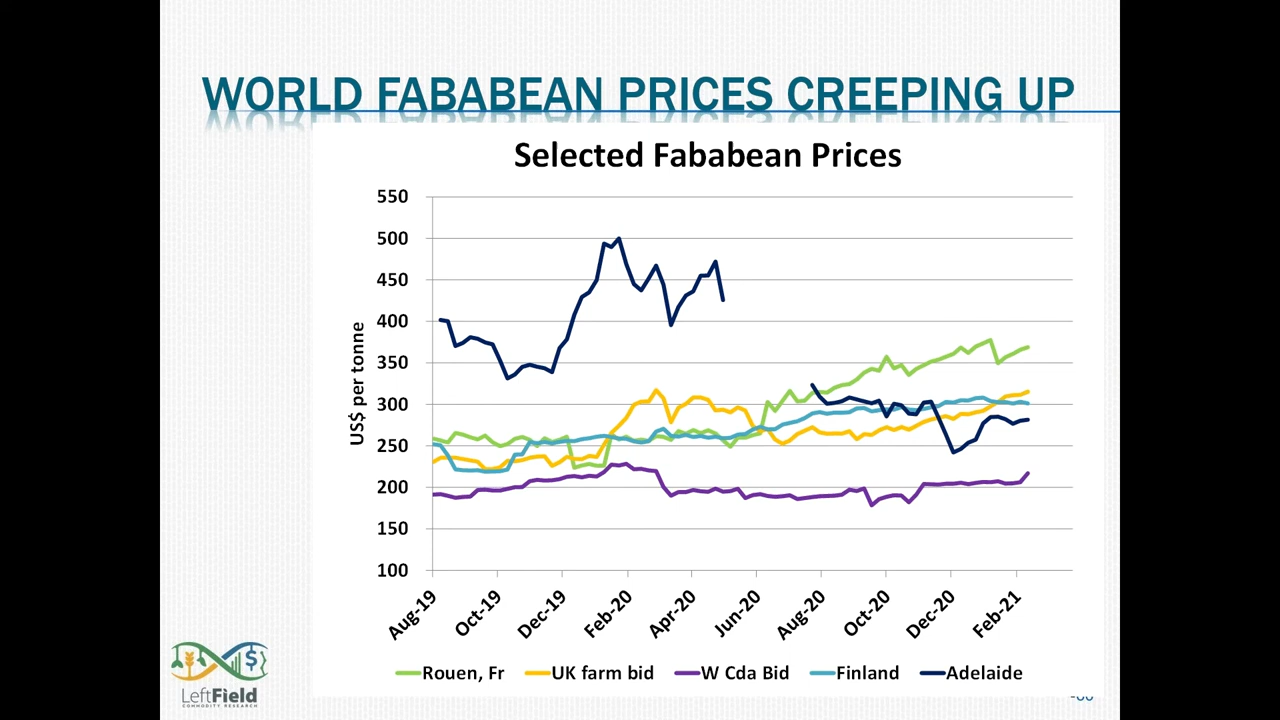 WORLD FABABEAN PRICES CREEPING UP
Selected Fababean Prices
US$ per tonne
550
500
450
400
350
300
250
200
150
100
Aug-19
Oct-19
Dec-19
Feb-20
Apr-20
Jun-20
Aug-20
Oct-20
Dec-20
Feb-21
Rouen, Fr
UK farm bid
W Cda Bid
Finland
Adelaide
LeftField
COMMODITY RESEARCH